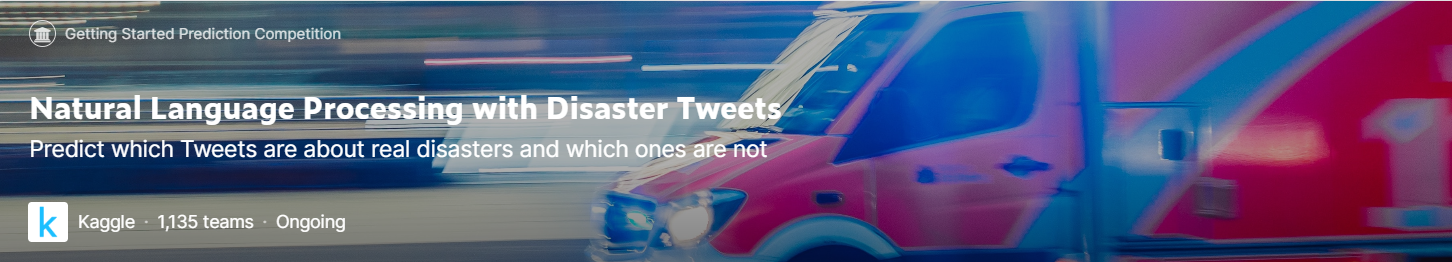 Getting Started Prediction Competition
Natural Language Processing with Disaster Tweets
Predict which Tweets are about real disasters and which ones are not
k Kaggle · 1,135 teams · Ongoing